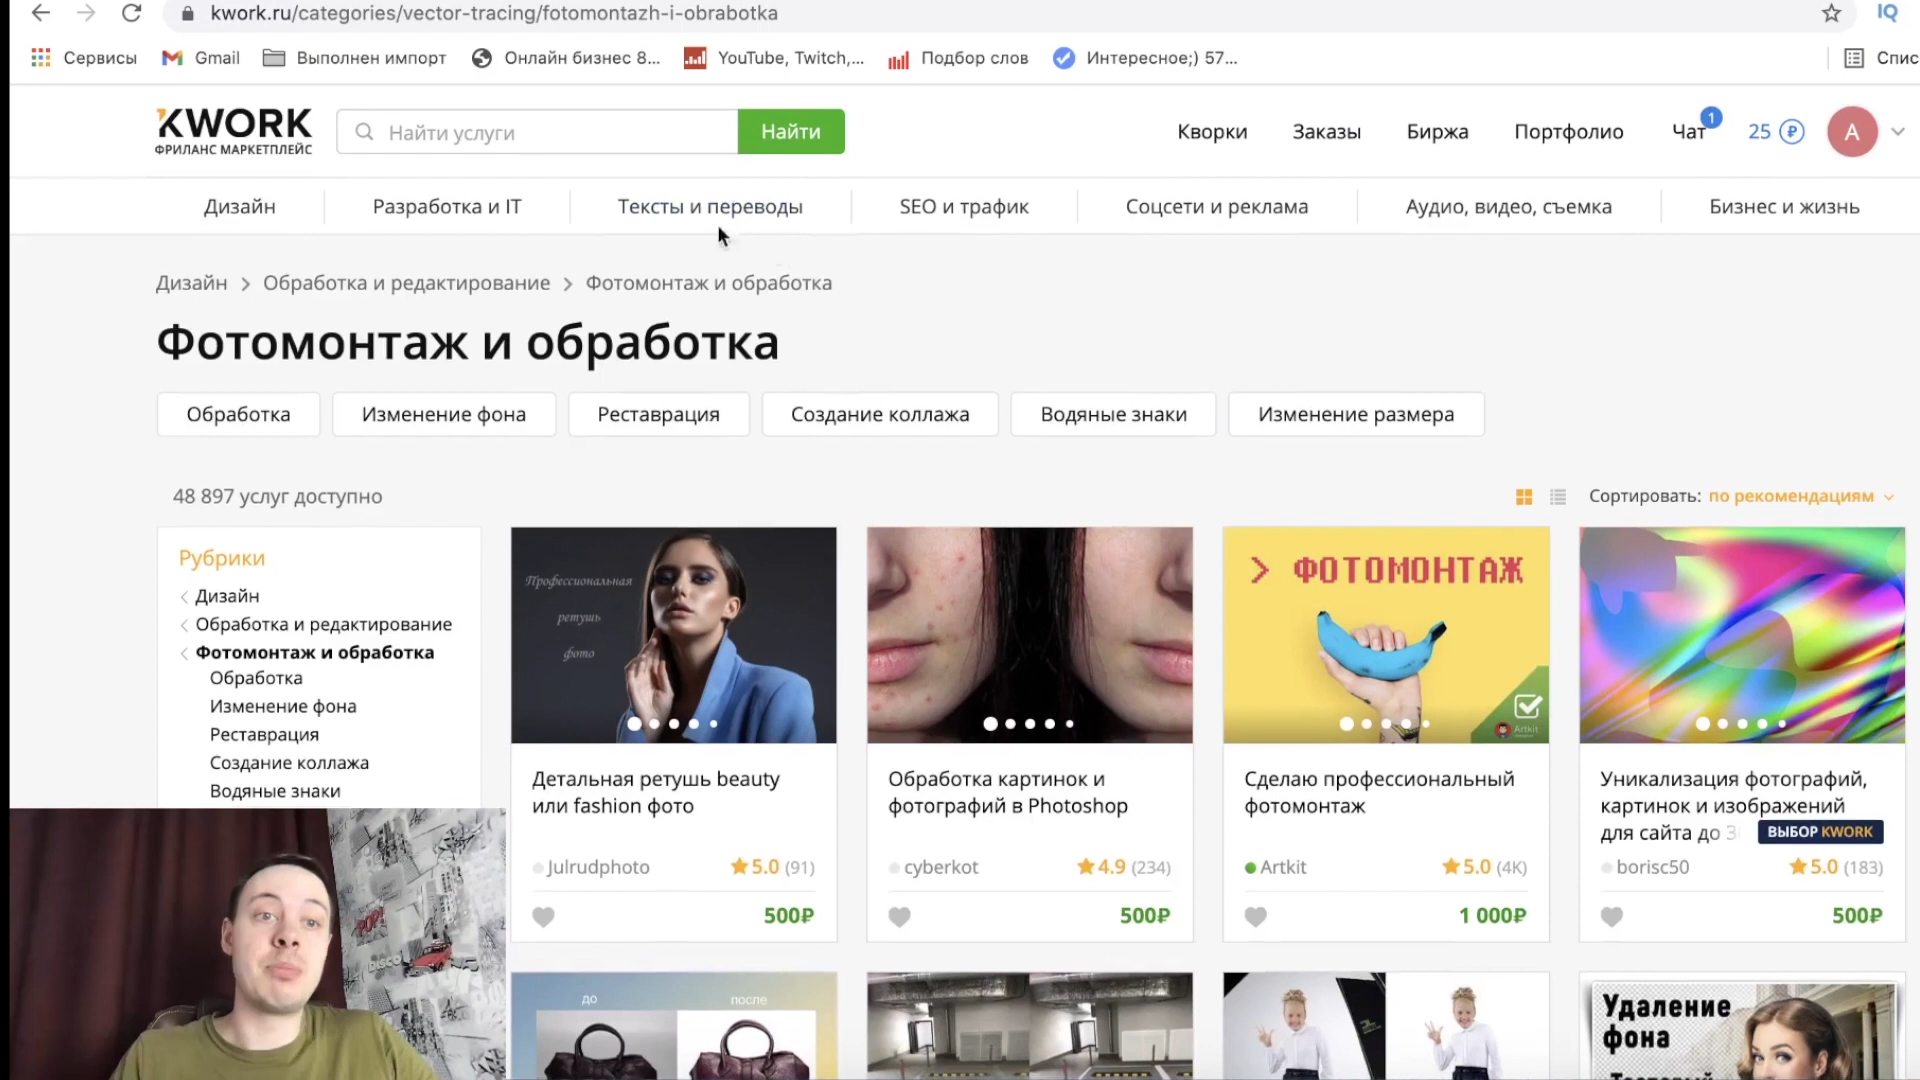 kwork.ru/categories/vector-tracing/fotomontazh-i-obrabotka
IQ
Сервисы
Gmail
Выполнен импорт
Онлайн бизнес 8...
YouTube, Twitch,...
Подбор слов
Интересное;) 57...
Спис
KWORK
ФРИЛАНС МАРКЕТПЛЕЙС
Найти услуги
Найти
Кворки
Заказы
Биржа
Портфолио
Чат
1
25 ₽
А
Дизайн
Разработка и IT
Тексты и переводы
SEO и трафик
Соцсети и реклама
Аудио, видео, съемка
Бизнес и жизнь
Дизайн > Обработка и редактирование > Фотомонтаж и обработка
Фотомонтаж и обработка
Обработка
Изменение фона
Реставрация
Создание коллажа
Водяные знаки
Изменение размера
48 897 услуг доступно
Сортировать: по рекомендациям
Рубрики
Дизайн
Обработка и редактирование
Фотомонтаж и обработка
Обработка
Изменение фона
Реставрация
Создание коллажа
Водяные знаки
Профессиональная
ретушь
фото
Детальная ретушь beauty
или fashion фото
Julrudphoto
5.0 (91)
500₽
Обработка картинок и
фотографий в Photoshop
cyberkot
4.9 (234)
500₽
> ФОТОМОНТАЖ
Artkit
Сделаю профессиональный
фотомонтаж
Artkit
5.0 (4K)
1 000₽
Уникализация фотографий,
картинок и изображений
для сайта до
ВЫБОР KWORK
borisc50
5.0 (183)
500₽
до
после
Удаление
фона
POP!
DISCO